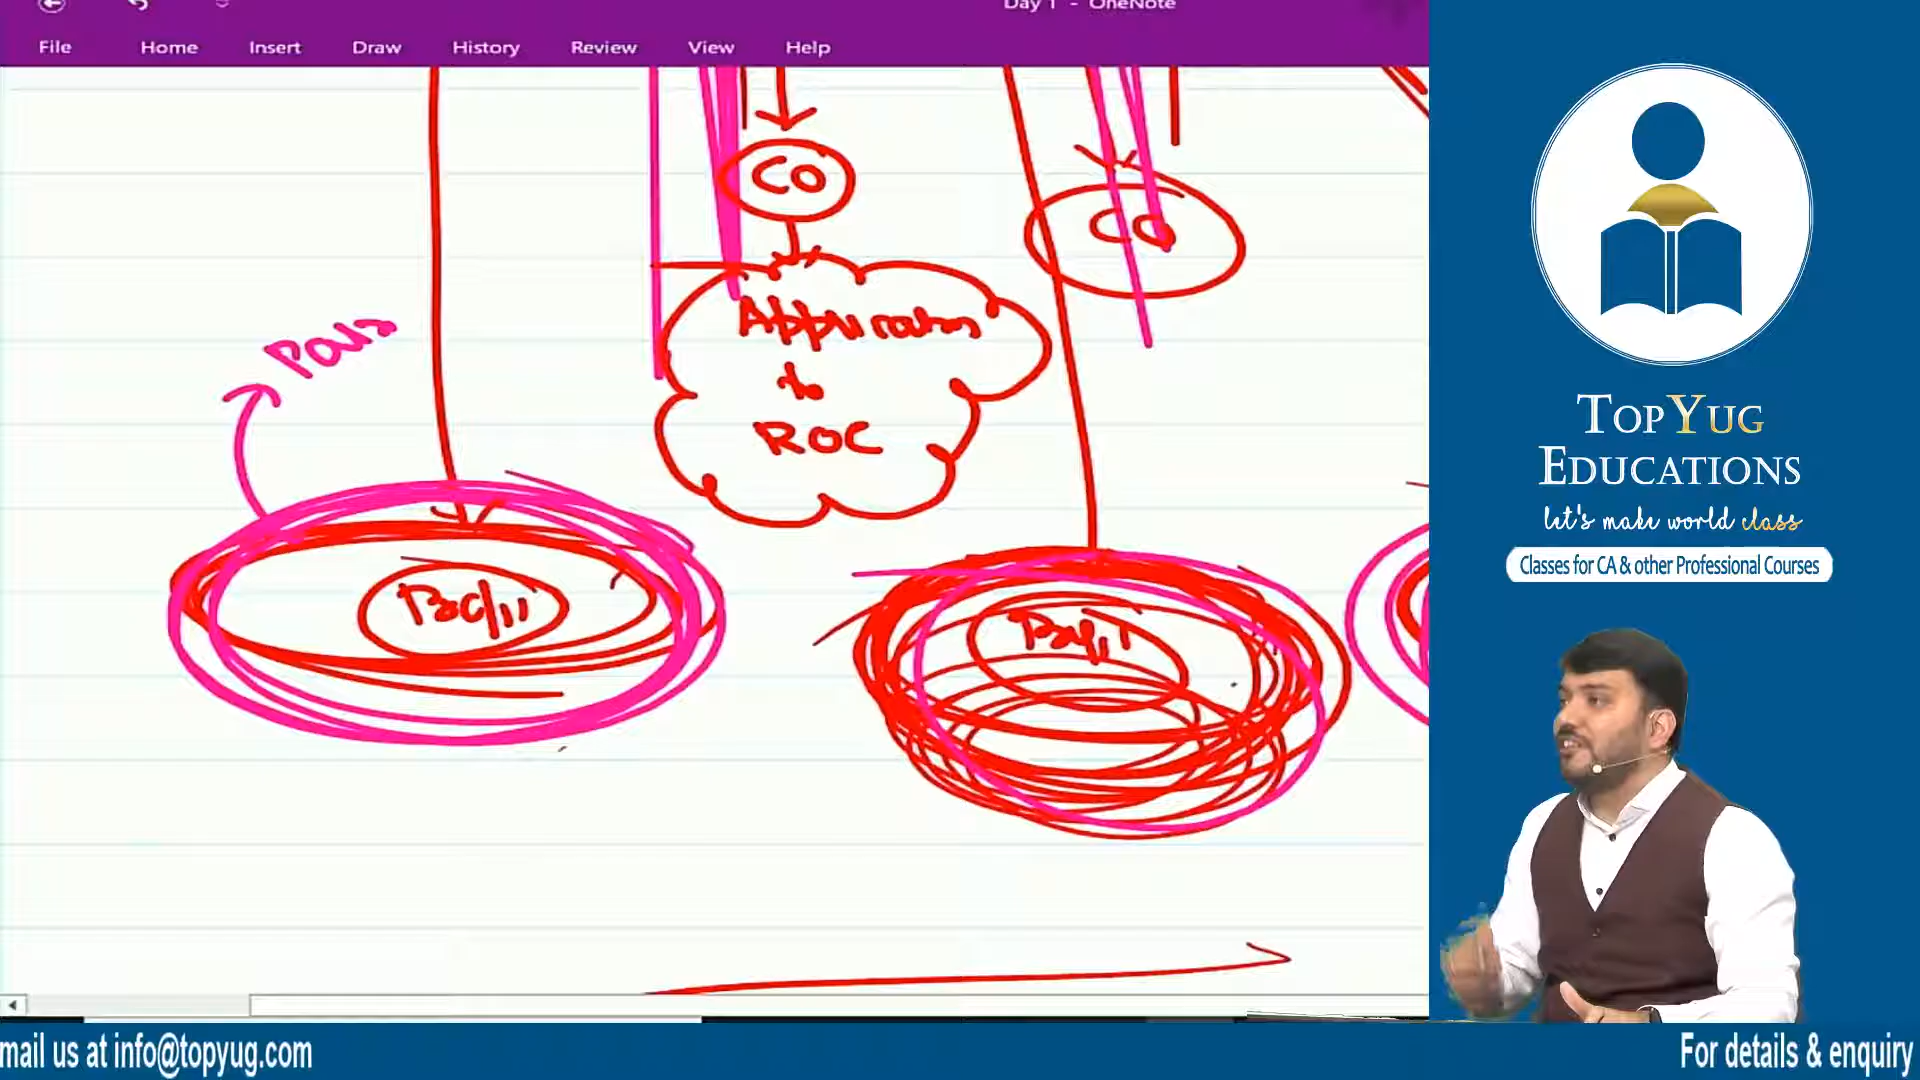 Day 1 - OneNote
File Home Insert Draw History Review View Help
CO
CO
to
ROC
TOPYUG
EDUCATIONS
let's make world class
Classes for CA & other Professional Courses
mail us at info@topyug.com
For details & enquiry